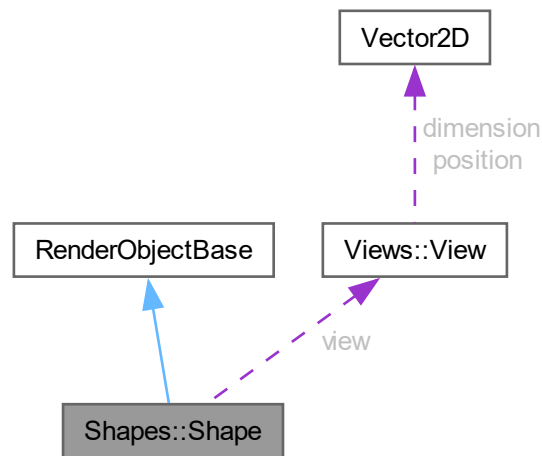 Vector2D
dimension
position
RenderObjectBase
Views::View
view
Shapes::Shape